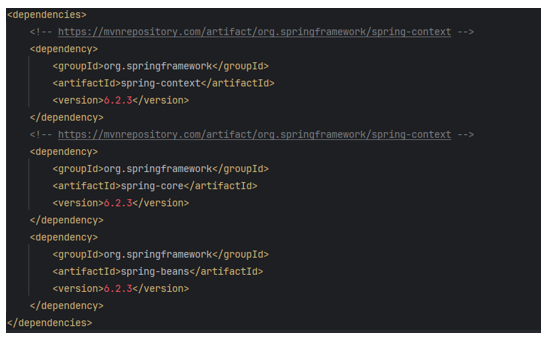 <dependencies>
<!-- https://mvnrepository.com/artifact/org.springframework/spring-context -->
<dependency>
<groupId>org.springframework</groupId>
<artifactId>spring-context</artifactId>
<version>6.2.3</version>
</dependency>
<!-- https://mvnrepository.com/artifact/org.springframework/spring-context -->
<dependency>
<groupId>org.springframework</groupId>
<artifactId>spring-core</artifactId>
<version>6.2.3</version>
</dependency>
<dependency>
<groupId>org.springframework</groupId>
<artifactId>spring-beans</artifactId>
<version>6.2.3</version>
</dependency>
</dependencies>